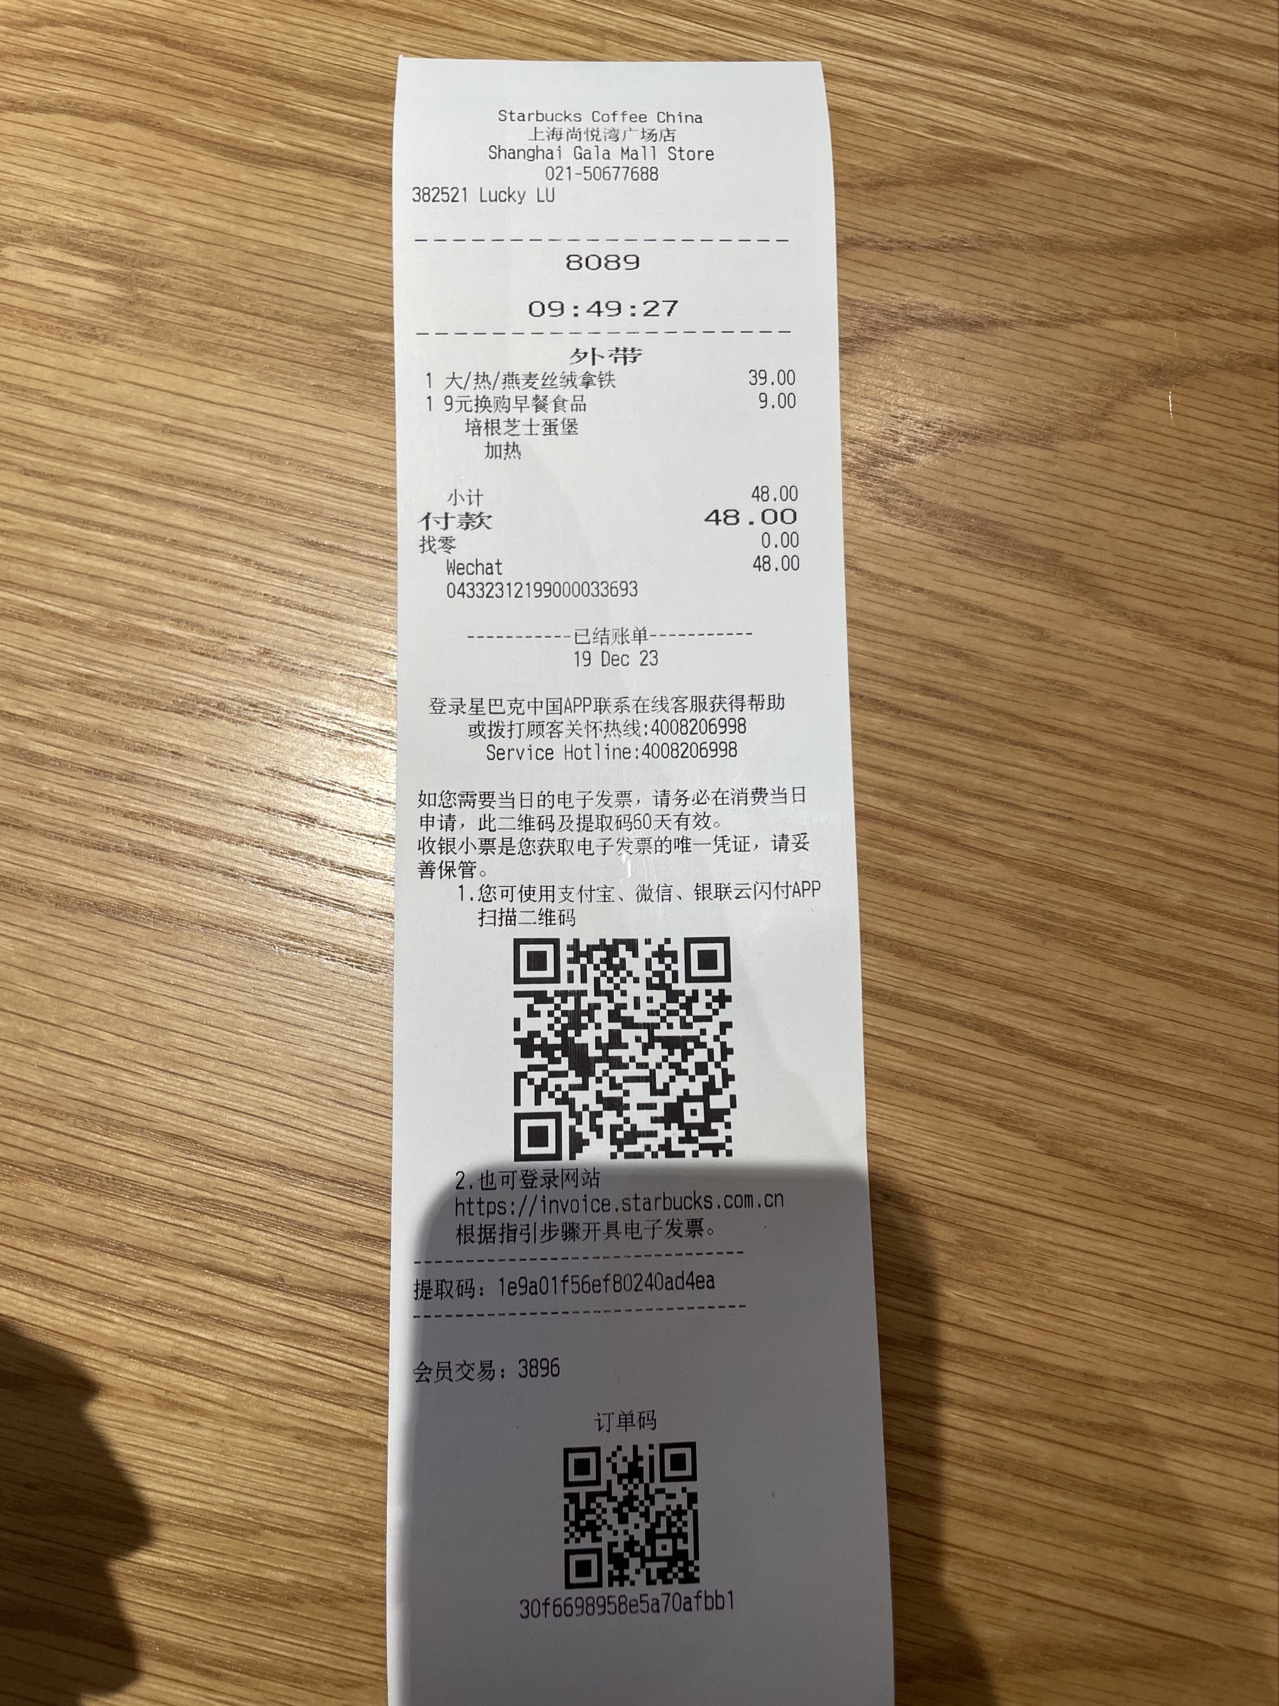 Starbucks Coffee China
上海尚悦湾广场店
Shanghai Gala Mall Store
021-50677688
382521 Lucky LU
8089
09:49:27
外带
1 大/热/燕麦丝绒拿铁 39.00
1 9元换购早餐食品 9.00
培根芝士蛋堡
加热
小计 48.00
付款 48.00
找零 0.00
Wechat 48.00
04332312199000033693
-----------已结账单-----------
19 Dec 23
登录星巴克中国APP联系在线客服获得帮助
或拨打顾客关怀热线:4008206998
Service Hotline:4008206998
如您需要当日的电子发票，请务必在消费当日
申请，此二维码及提取码60天有效。
收银小票是您获取电子发票的唯一凭证，请妥
善保管。
1.您可使用支付宝、微信、银联云闪付APP
扫描二维码
2.也可登录网站
https://invoice.starbucks.com.cn
根据指引步骤开具电子发票。
提取码：1e9a01f56ef80240ad4ea
会员交易：3896
订单码
30f6698958e5a70afbb1